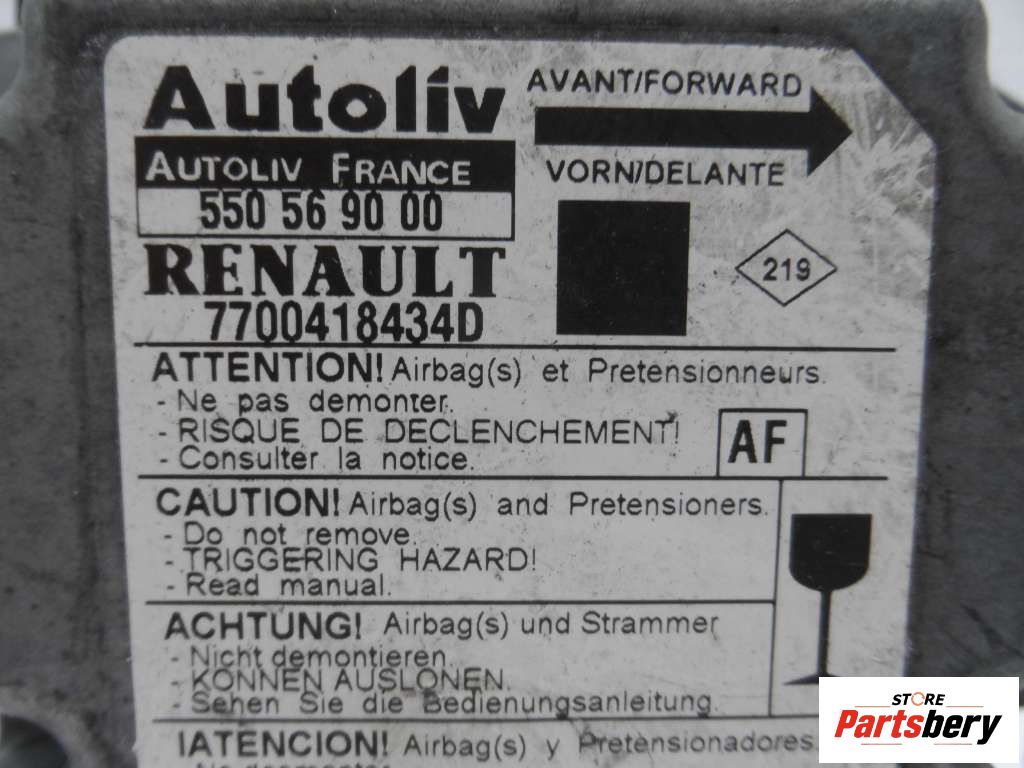 Autoliv
AVANT/FORWARD
AUTOLIV FRANCE
VORN/DELANTE
550 56 90 00
RENAULT
219
7700418434D
ATTENTION! Airbag(s) et Pretensionneurs.
- Ne pas demonter.
- RISQUE DE DECLENCHEMENT!
- Consulter la notice.
AF
CAUTION! Airbag(s) and Pretensioners.
- Do not remove.
- TRIGGERING HAZARD!
- Read manual.
ACHTUNG! Airbag(s) und Strammer
- Nicht demontieren.
- KONNEN AUSLONEN.
- Sehen Sie die Bedienungsanleitung.
!ATENCION! Airbag(s) y Pretensionadores.
- No desmonter
STORE
Partsbery